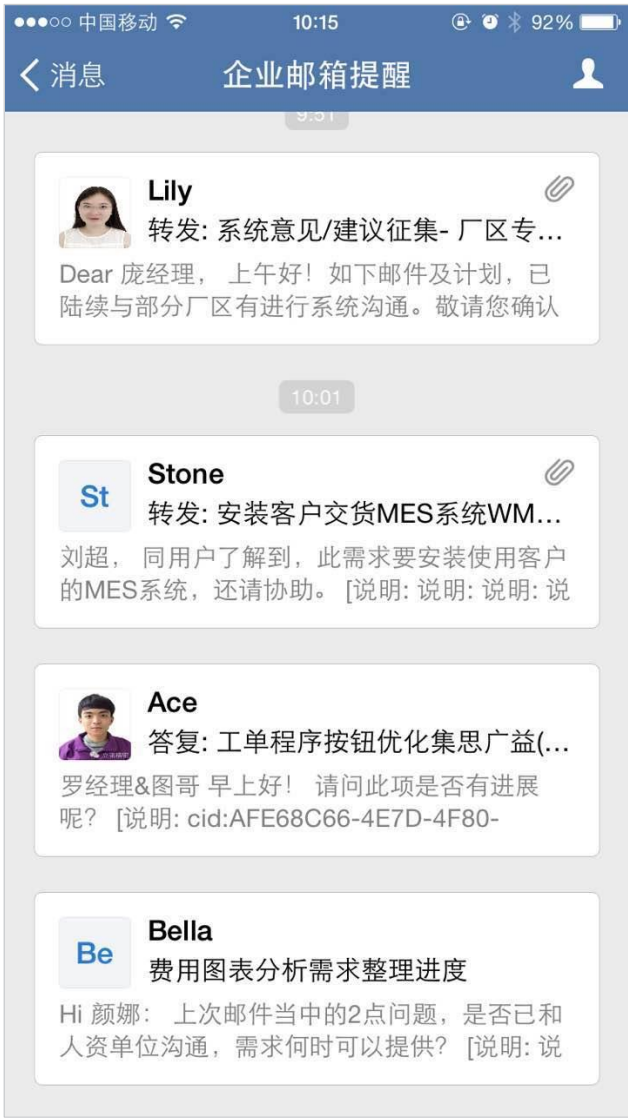 中国移动 10:15 92%
消息 企业邮箱提醒
9:51
Lily
转发: 系统意见/建议征集- 厂区专...
Dear 庞经理, 上午好! 如下邮件及计划, 已
陆续与部分厂区有进行系统沟通。敬请您确认
10:01
St
Stone
转发: 安装客户交货MES系统WM...
刘超, 同用户了解到, 此需求要安装使用客户
的MES系统, 还请协助。 [说明: 说明: 说明: 说
Ace
答复: 工单程序按钮优化集思广益(...
罗经理&图哥 早上好! 请问此项是否有进展
呢? [说明: cid:AFE68C66-4E7D-4F80-
Be
Bella
费用图表分析需求整理进度
Hi 颜娜: 上次邮件当中的2点问题, 是否已和
人资单位沟通, 需求何时可以提供? [说明: 说